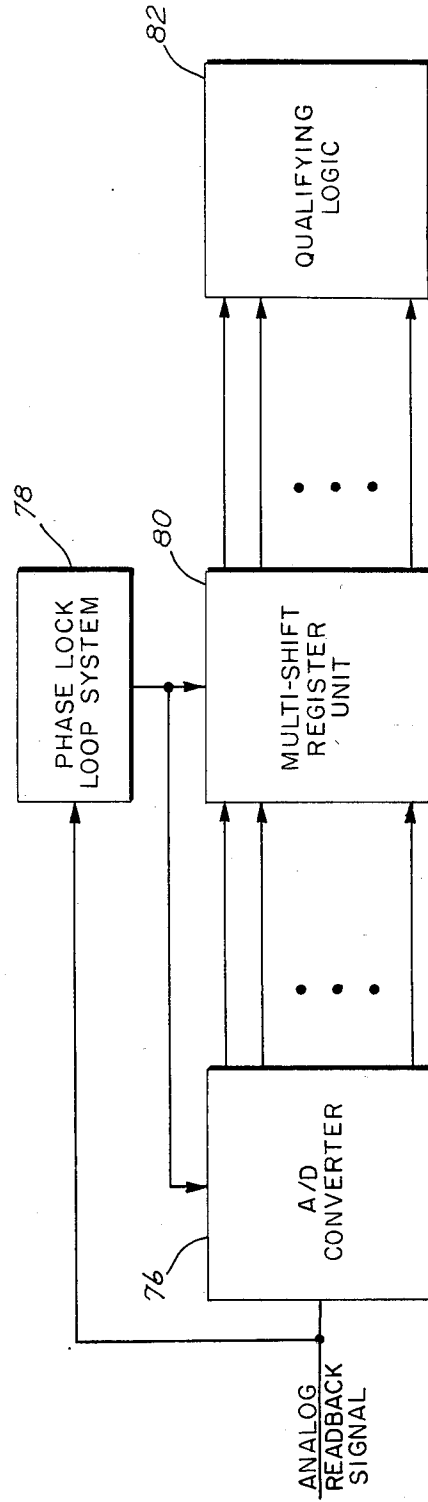 ANALOG
READBACK
SIGNAL
76
A/D
CONVERTER
78
PHASE LOCK
LOOP SYSTEM
80
MULTI-SHIFT
REGISTER
UNIT
82
QUALIFYING
LOGIC